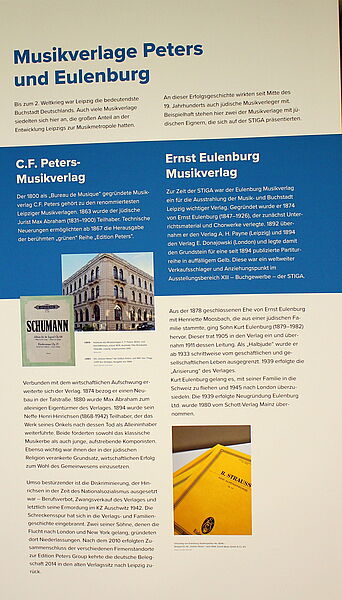 Musikverlage Peters
und Eulenburg
Bis zum 2. Weltkrieg war Leipzig die bedeutendste
Buchstadt Deutschlands. Auch viele Musikverlage
siedelten sich hier an, die großen Anteil an der
Entwicklung Leipzigs zur Musikmetropole hatten.
An dieser Erfolgsgeschichte wirkten seit Mitte des
19. Jahrhunderts auch jüdische Musikverleger mit.
Beispielhaft stehen hier zwei der Musikverlage mit jü-
dischen Eignern, die sich auf der STIGA präsentierten.
C.F. Peters-
Musikverlag
Der 1800 als „Bureau de Musique" gegründete Musik-
verlag C.F. Peters gehört zu den renommiertesten
Leipziger Musikverlagen. 1863 wurde der jüdische
Jurist Max Abraham (1831–1900) Teilhaber. Technische
Neuerungen ermöglichten ab 1867 die Herausgabe
der berühmten „grünen" Reihe „Edition Peters".
SCHUMANN
Verbunden mit dem wirtschaftlichen Aufschwung er-
weiterte sich der Verlag. 1874 bezog er einen Neu-
bau in der Talstraße. 1880 wurde Max Abraham zum
alleinigen Eigentümer des Verlages. 1894 wurde sein
Neffe Henri Hinrichsen (1868-1942) Teilhaber, der das
Werk seines Onkels nach dessen Tod als Alleininhaber
weiterführte. Beide förderten sowohl das klassische
Musikerbe als auch junge, aufstrebende Komponisten.
Ebenso wichtig war ihnen der in der jüdischen
Religion verankerte Grundsatz, wirtschaftlichen Erfolg
zum Wohl des Gemeinwesens einzusetzen.
Umso bestürzender ist die Diskriminierung, der Hin-
richsen in der Zeit des Nationalsozialismus ausgesetzt
war – Berufsverbot, Zwangsverkauf des Verlages und
letztlich seine Ermordung im KZ Auschwitz 1942. Die
Schreckensspur hat sich in die Verlags- und Familien-
geschichte eingebrannt. Zwei seiner Söhne, denen die
Flucht nach London und New York gelang, gründeten
dort Niederlassungen. Nach dem 2010 erfolgten Zu-
sammenschluss der verschiedenen Firmenstandorte
zur Edition Peters Group kehrte die deutsche Beleg-
schaft 2014 in den alten Verlagssitz nach Leipzig zu-
rück.
Ernst Eulenburg
Musikverlag
Zur Zeit der STIGA war der Eulenburg Musikverlag
ein für die Ausstrahlung der Musik- und Buchstadt
Leipzig wichtiger Verlag. Gegründet wurde er 1874
von Ernst Eulenburg (1847–1926), der zunächst Unter-
richtsmaterial und Chorwerke verlegte. 1892 über-
nahm er den Verlag A. H. Payne (Leipzig) und 1894
den Verlag E. Donajowski (London) und legte damit
den Grundstein für eine seit 1894 publizierte Partitur-
reihe in auffälligem Gelb. Diese war ein weltweiter
Verkaufsschlager und Anziehungspunkt im
Ausstellungsbereich XIII – Buchgewerbe – der STIGA.
Aus der 1878 beschlossenen Ehe von Ernst Eulenburg
mit Henriette Moosbach, die aus einer jüdischen Fa-
milie stammte, ging Sohn Kurt Eulenburg (1879–1982)
hervor. Dieser trat 1905 in den Verlag ein und über-
nahm 1911 dessen Leitung. Als „Halbjude" wurde er
ab 1933 schrittweise vom geschäftlichen und ge-
sellschaftlichen Leben ausgegrenzt. 1939 erfolgte die
„Arisierung" des Verlages.
Kurt Eulenburg gelang es, mit seiner Familie in die
Schweiz zu fliehen und 1945 nach London überzu-
siedeln. Die 1939 erfolgte Neugründung Eulenburg
Ltd. wurde 1980 vom Schott-Verlag Mainz über-
nommen.
R. STRAUSS